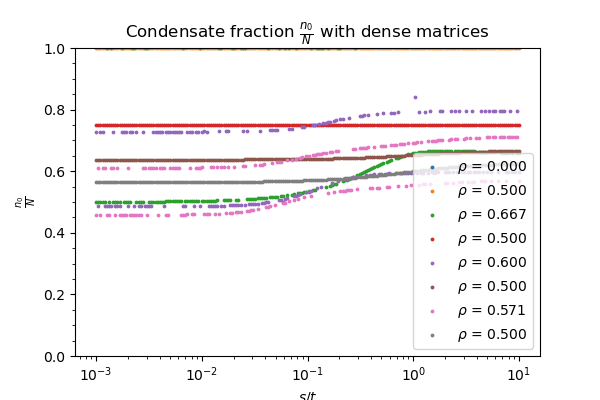 Condensate fraction n₀/N with dense matrices
1.0
0.8
0.6
0.4
0.2
0.0
n₀/N
10⁻³
10⁻²
10⁻¹
10⁰
10¹
s/t
ρ = 0.000
ρ = 0.500
ρ = 0.667
ρ = 0.500
ρ = 0.600
ρ = 0.500
ρ = 0.571
ρ = 0.500